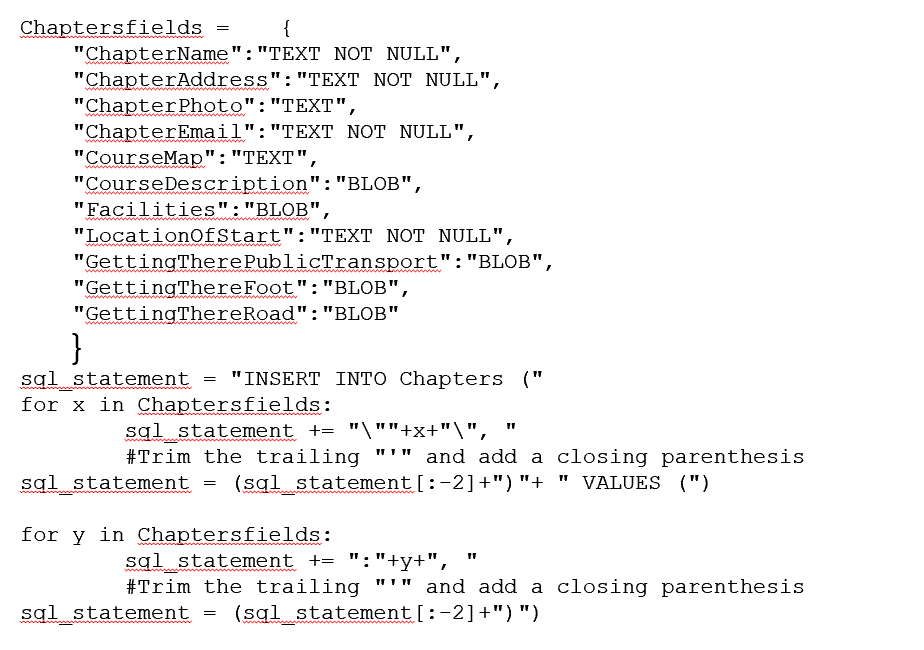 Chaptersfields =    {
    "ChapterName":"TEXT NOT NULL",
    "ChapterAddress":"TEXT NOT NULL",
    "ChapterPhoto":"TEXT",
    "ChapterEmail":"TEXT NOT NULL",
    "CourseMap":"TEXT",
    "CourseDescription":"BLOB",
    "Facilities":"BLOB",
    "LocationOfStart":"TEXT NOT NULL",
    "GettingTherePublicTransport":"BLOB",
    "GettingThereFoot":"BLOB",
    "GettingThereRoad":"BLOB"
    }
sql_statement = "INSERT INTO Chapters ("
for x in Chaptersfields:
        sql_statement += "\""+x+"\", "
        #Trim the trailing "'" and add a closing parenthesis
sql_statement = (sql_statement[:-2]+")"+ " VALUES (")

for y in Chaptersfields:
        sql_statement += ":"+y+", "
        #Trim the trailing "'" and add a closing parenthesis
sql_statement = (sql_statement[:-2]+")")